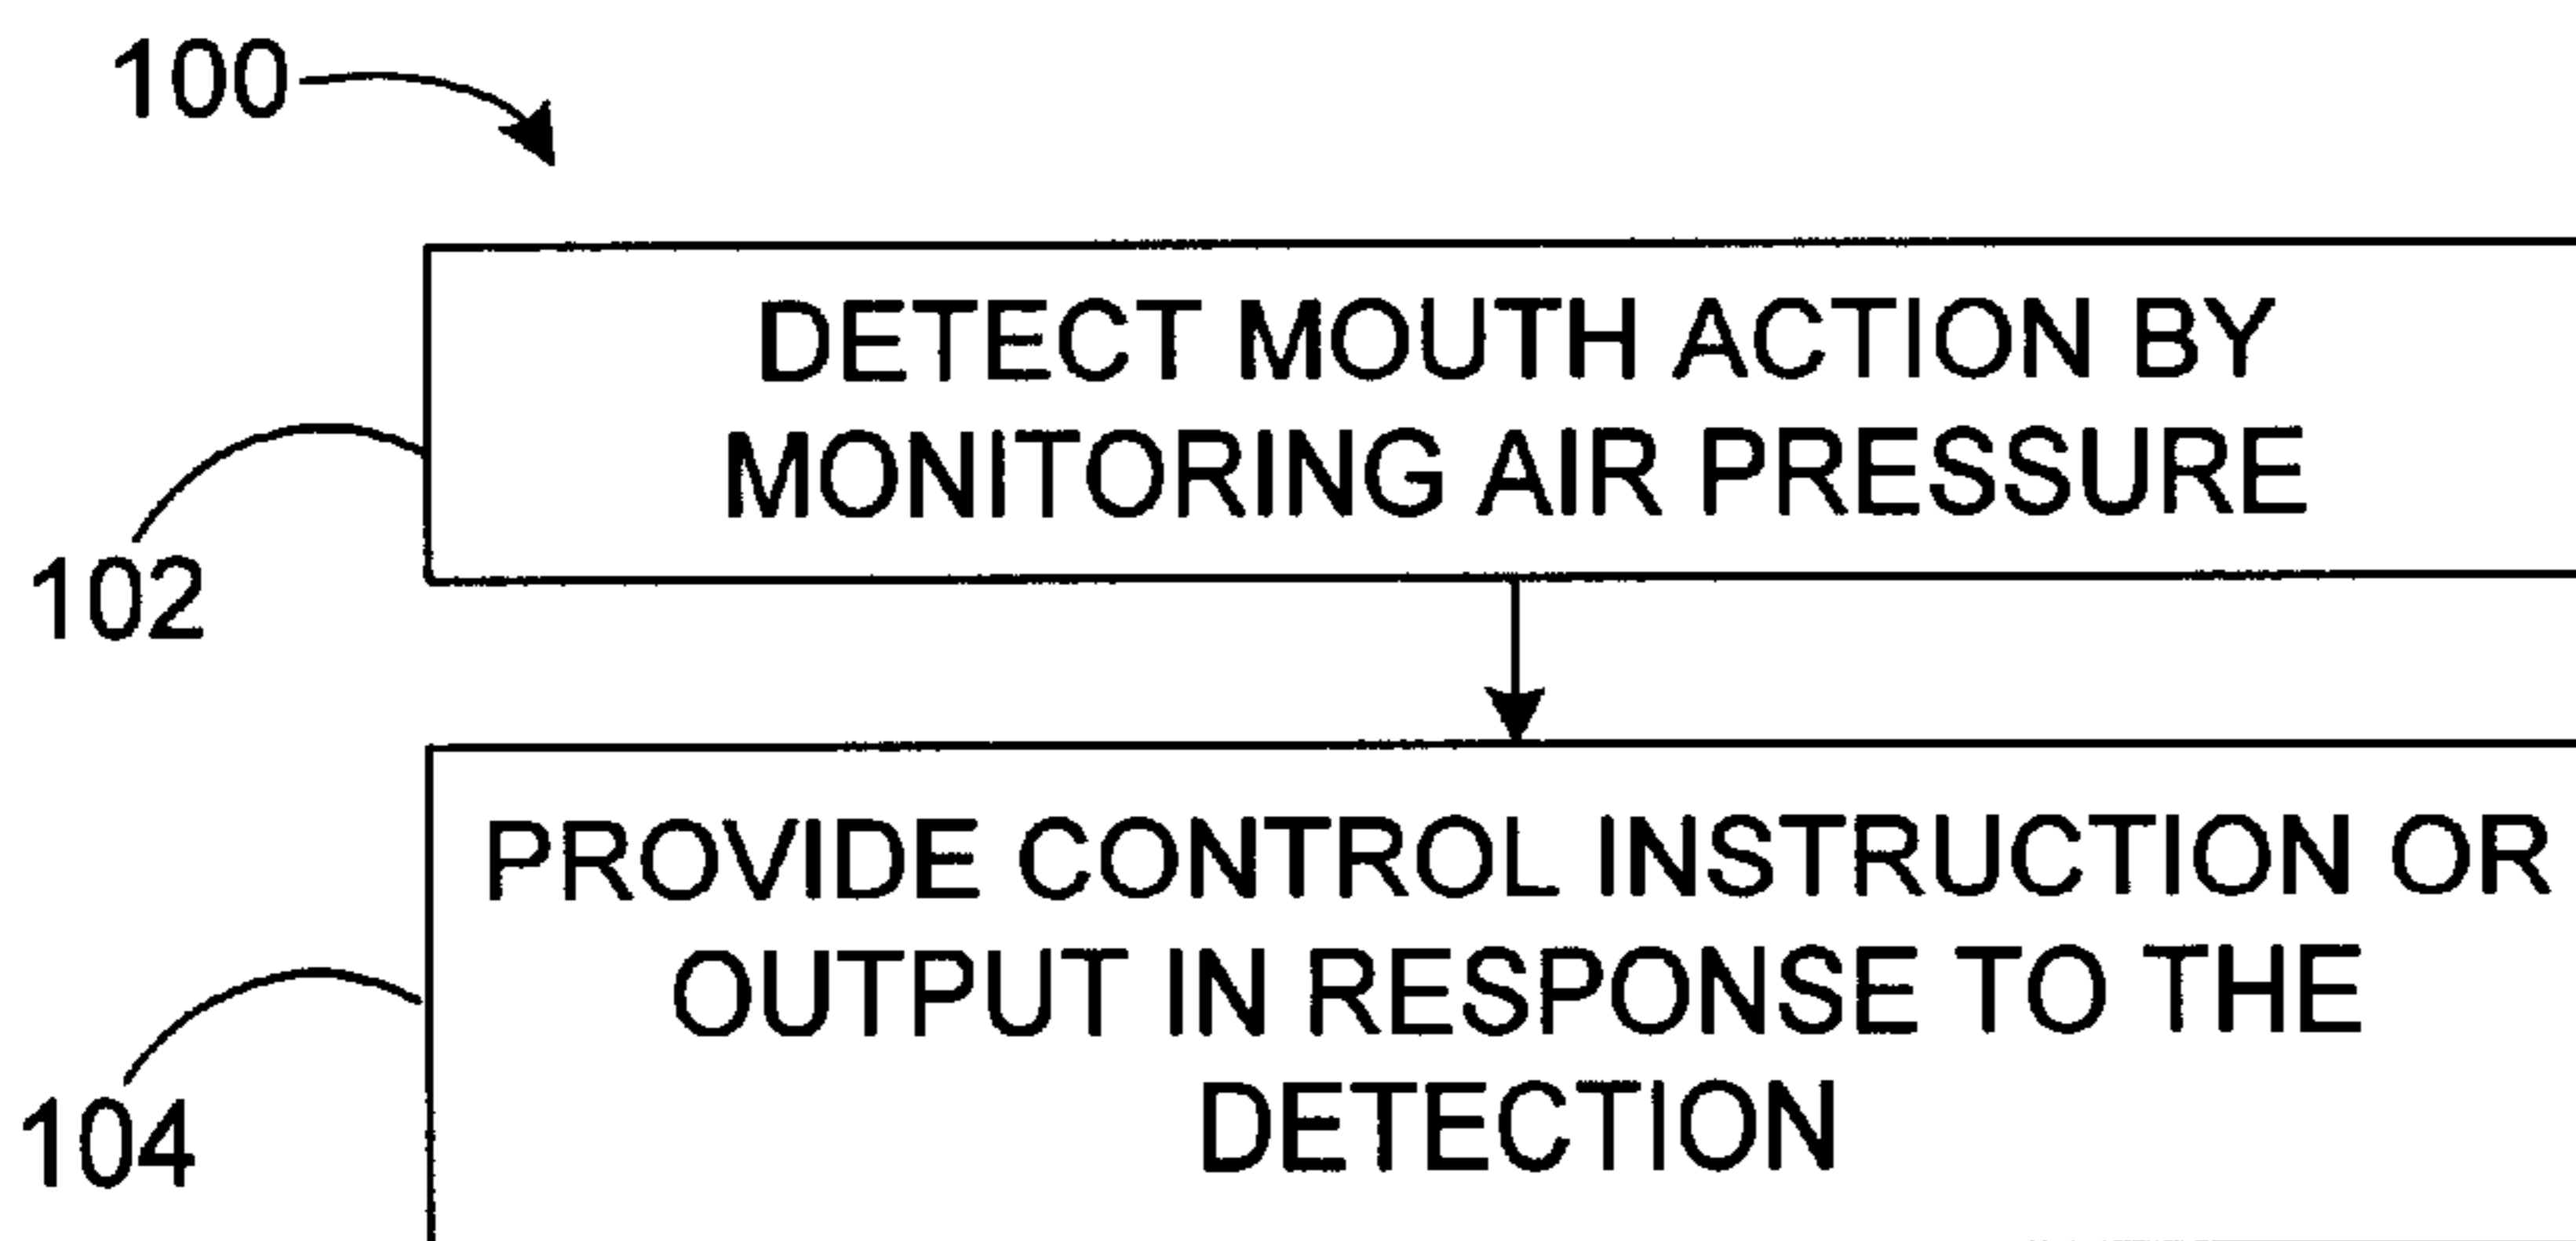 100
DETECT MOUTH ACTION BY
MONITORING AIR PRESSURE
102
PROVIDE CONTROL INSTRUCTION OR
OUTPUT IN RESPONSE TO THE
DETECTION
104